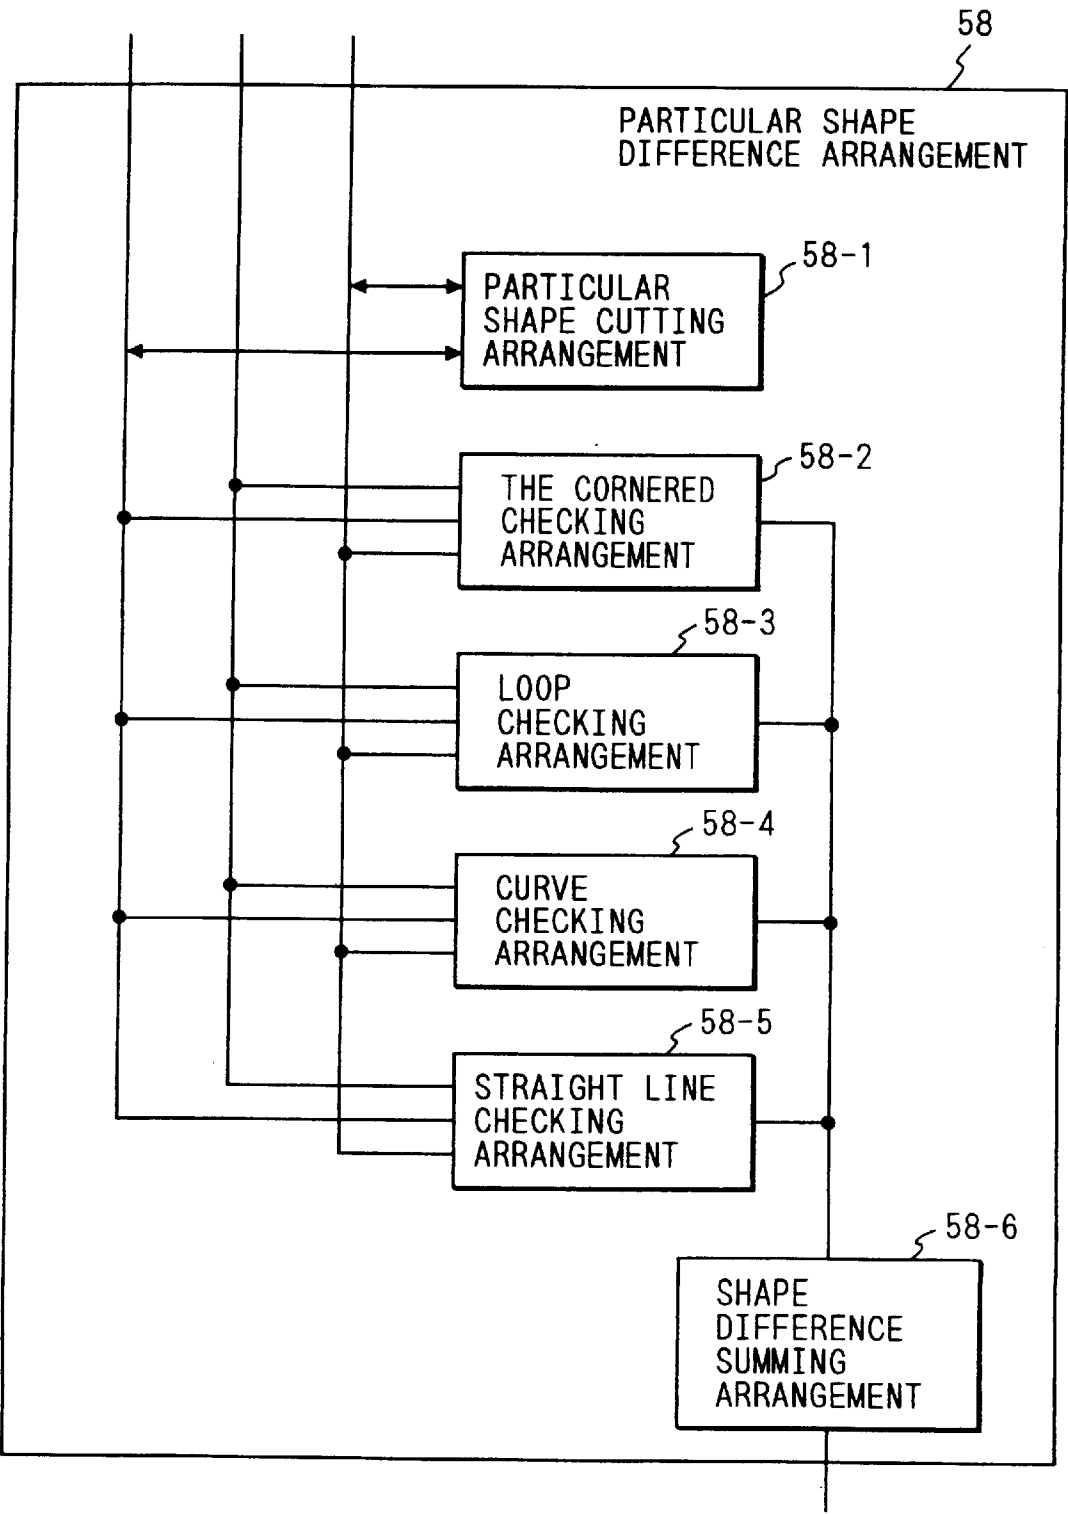 58
PARTICULAR SHAPE
DIFFERENCE ARRANGEMENT
58-1
PARTICULAR
SHAPE CUTTING
ARRANGEMENT
58-2
THE CORNERED
CHECKING
ARRANGEMENT
58-3
LOOP
CHECKING
ARRANGEMENT
58-4
CURVE
CHECKING
ARRANGEMENT
58-5
STRAIGHT LINE
CHECKING
ARRANGEMENT
58-6
SHAPE
DIFFERENCE
SUMMING
ARRANGEMENT